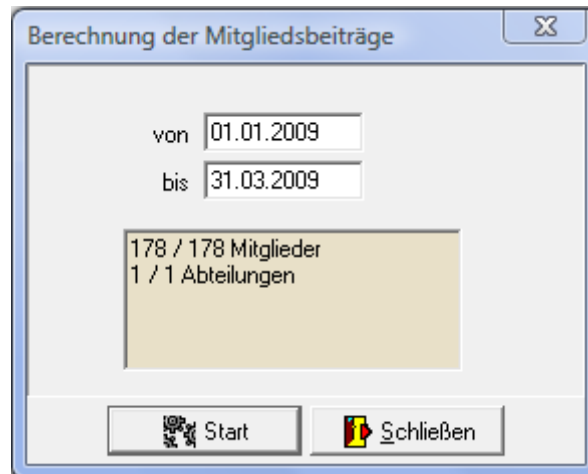 Berechnung der Mitgliedsbeiträge
von 01.01.2009
bis 31.03.2009
178 / 178 Mitglieder
1 / 1 Abteilungen
Start Schließen